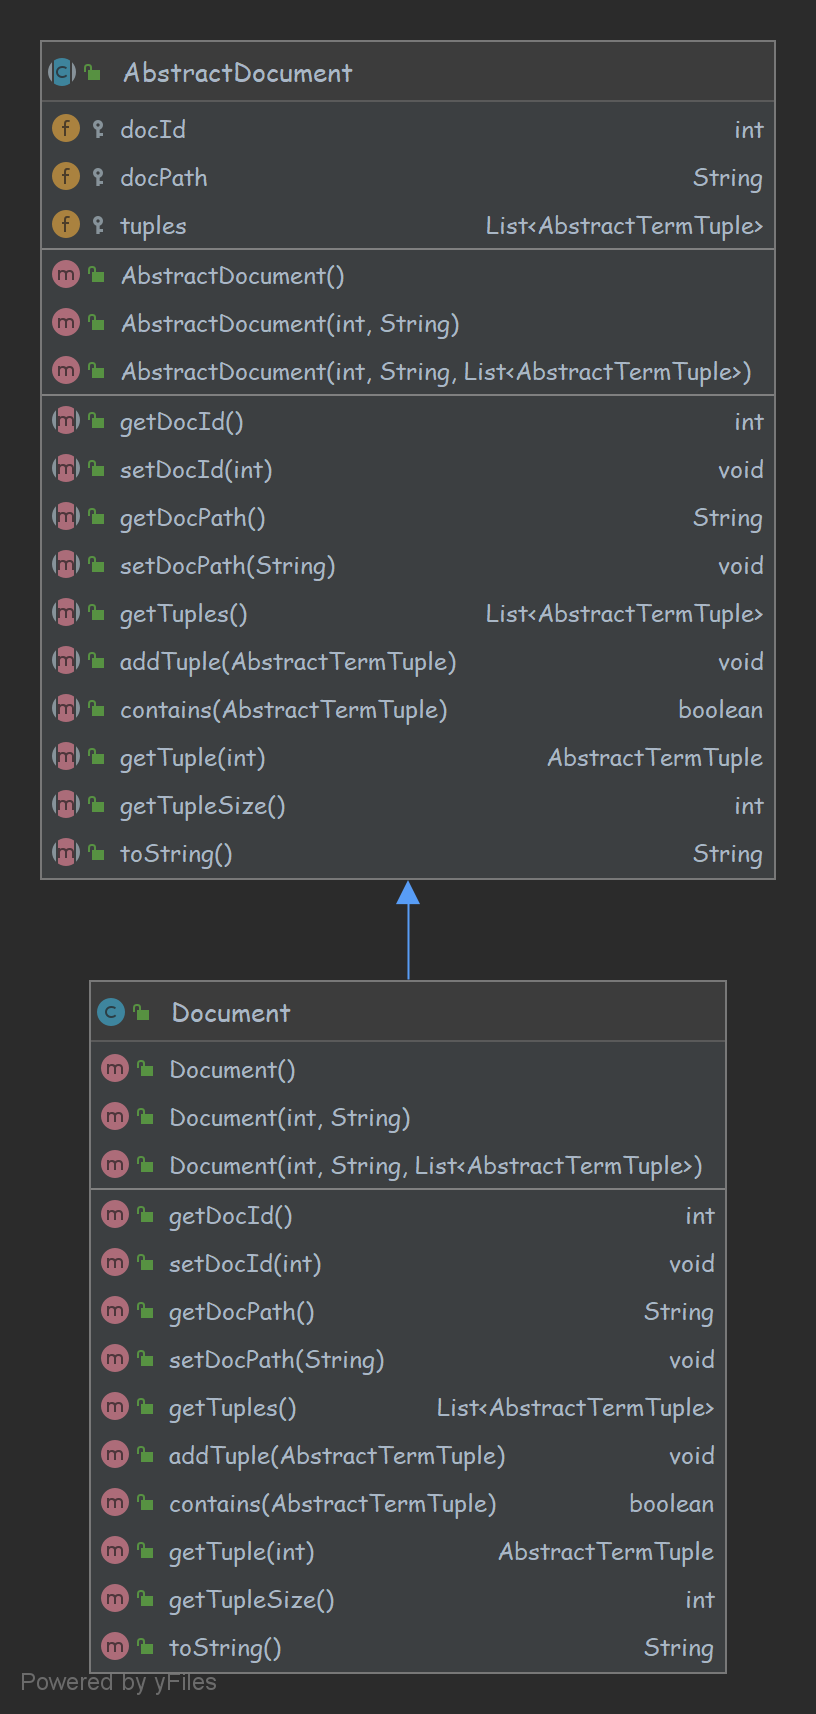 AbstractDocument
docId int
docPath String
tuples List<AbstractTermTuple>
AbstractDocument()
AbstractDocument(int, String)
AbstractDocument(int, String, List<AbstractTermTuple>)
getDocId() int
setDocId(int) void
getDocPath() String
setDocPath(String) void
getTuples() List<AbstractTermTuple>
addTuple(AbstractTermTuple) void
contains(AbstractTermTuple) boolean
getTuple(int) AbstractTermTuple
getTupleSize() int
toString() String
Document
Document()
Document(int, String)
Document(int, String, List<AbstractTermTuple>)
getDocId() int
setDocId(int) void
getDocPath() String
setDocPath(String) void
getTuples() List<AbstractTermTuple>
addTuple(AbstractTermTuple) void
contains(AbstractTermTuple) boolean
getTuple(int) AbstractTermTuple
getTupleSize() int
toString() String
Powered by yFiles